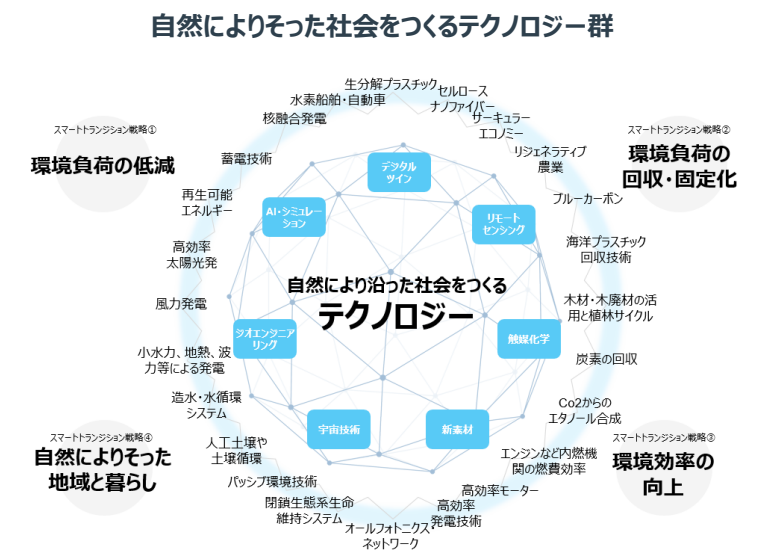 自然によりそった社会をつくるテクノロジー群
スマートトランジション戦略①
環境負荷の低減
スマートトランジション戦略②
環境負荷の
回収・固定化
生分解プラスチック
水素船舶・自動車
核融合発電
蓄電技術
再生可能
エネルギー
高効率
太陽光発
風力発電
小水力、地熱、波
力等による発電
造水・水循環
システム
人工土壌や
土壌循環
パッシブ環境技術
閉鎖生態系生命
維持システム
オールフォトニクス・
ネットワーク
セルロース
ナノファイバー
サーキュラー
エコノミー
リジェネラティブ
農業
ブルーカーボン
海洋プラスチック
回収技術
木材・木廃材の活
用と植林サイクル
炭素の回収
Co2からの
エタノール合成
エンジンなど内燃機
関の燃費効率
高効率モーター
高効率
発電技術
デジタル
ツイン
AI・シミュレー
ション
リモート
センシング
自然により沿った社会をつくる
テクノロジー
ジオエンジニア
リング
触媒化学
宇宙技術
新素材
スマートトランジション戦略④
自然によりそった
地域と暮らし
スマートトランジション戦略③
環境効率の
向上